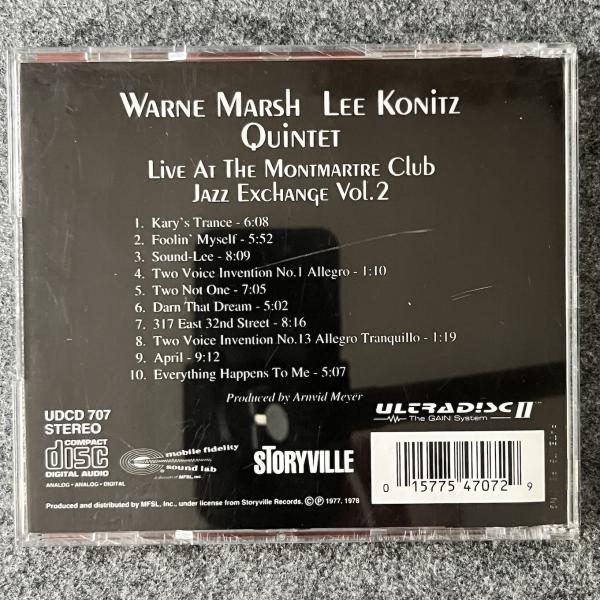 WARNE MARSH LEE KONITZ
QUINTET
LIVE AT THE MONTMARTRE CLUB
JAZZ EXCHANGE VOL.2
1. Kary's Trance - 6:08
2. Foolin' Myself - 5:52
3. Sound-Lee - 8:09
4. Two Voice Invention No.1 Allegro - 1:10
5. Two Not One - 7:05
6. Darn That Dream - 5:02
7. 317 East 32nd Street - 8:16
8. Two Voice Invention No.13 Allegro Tranquillo - 1:19
9. April - 9:12
10. Everything Happens To Me - 5:07
Produced by Arnvid Meyer
UDCD 707
STEREO
COMPACT
disc
DIGITAL AUDIO
ANALOG • ANALOG • DIGITAL
mobile fidelity
sound lab
a division of MFSL, inc.
STORYVILLE
ULTRADISC II™
The GAIN System
0 15775 47072 9
Produced and distributed by MFSL, Inc., under license from Storyville Records. © ℗ 1977, 1978